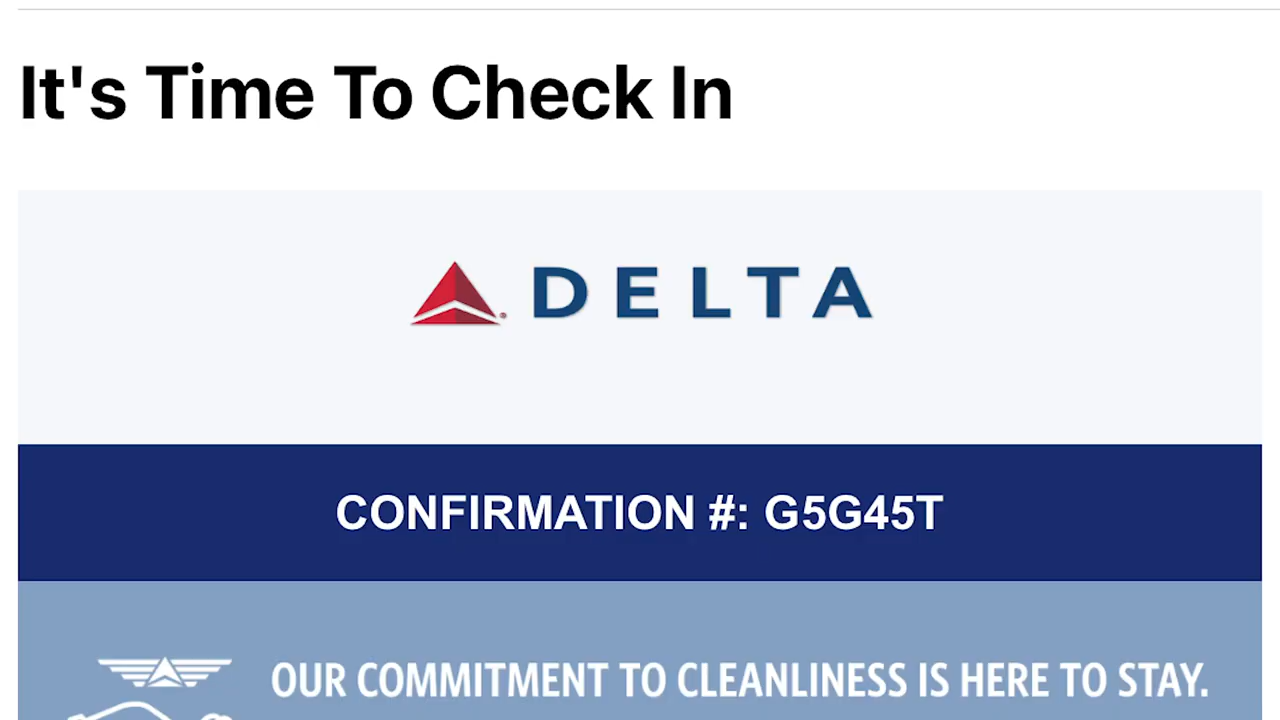 It's Time To Check In
DELTA
CONFIRMATION #: G5G45T
OUR COMMITMENT TO CLEANLINESS IS HERE TO STAY.